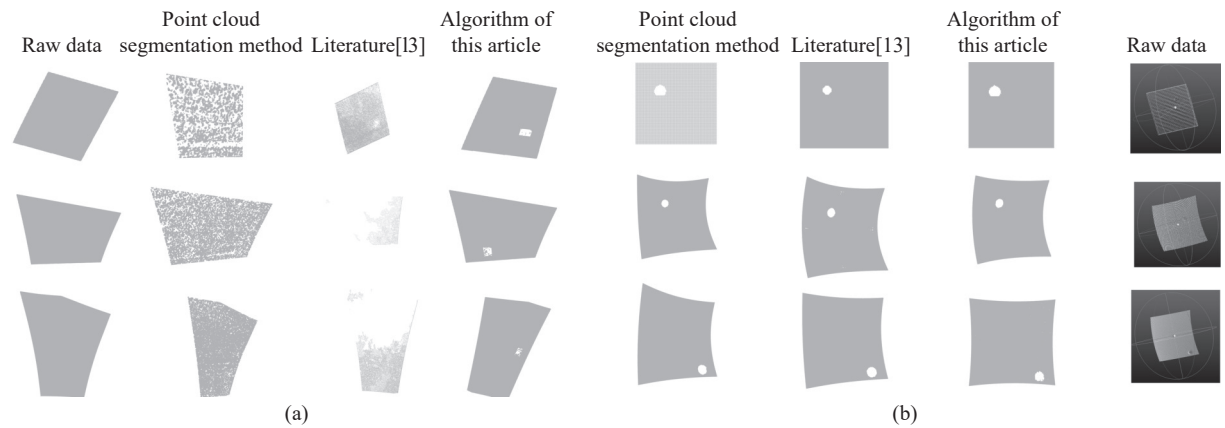 Raw data
Point cloud
segmentation method
Literature[l3]
Algorithm of
this article
Point cloud
segmentation method
Literature[13]
Algorithm of
this article
Raw data
(a)
(b)